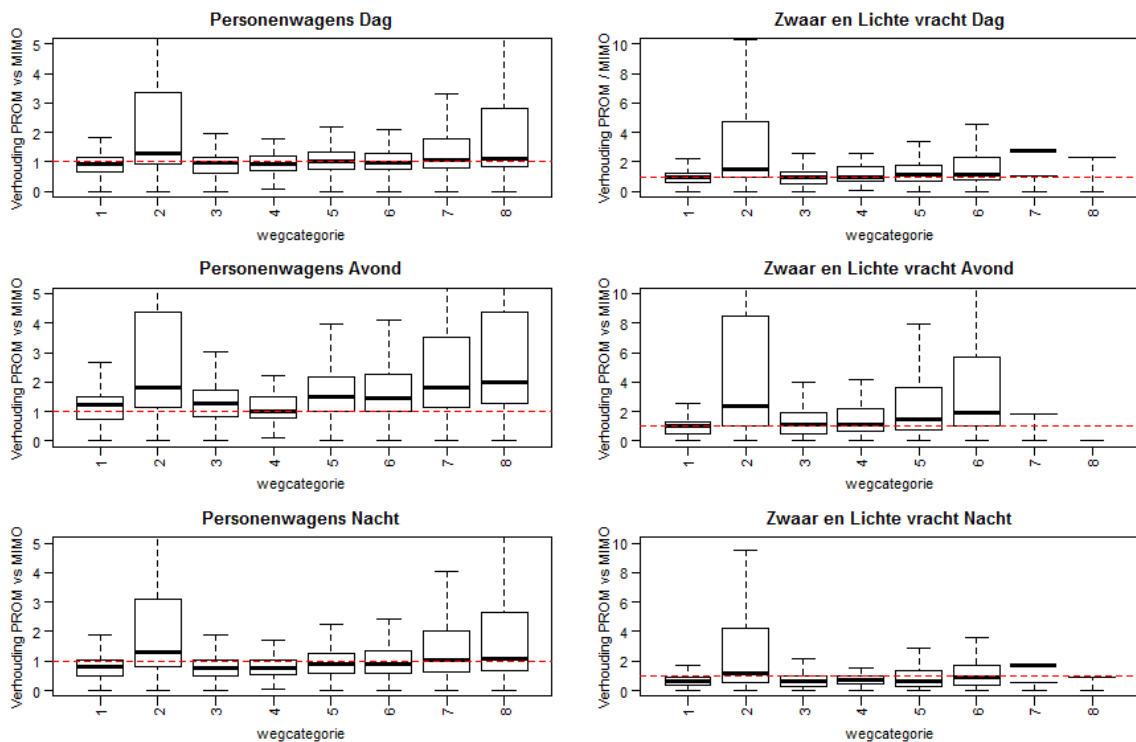 Personenwagens Dag
Verhouding PROM vs MIMO
5
4
3
2
1
0
1 2 3 4 5 6 7 8
wegcategorie
Zwaar en Lichte vracht Dag
Verhouding PROM / MIMO
10
8
6
4
2
0
1 2 3 4 5 6 7 8
wegcategorie
Personenwagens Avond
Verhouding PROM vs MIMO
5
4
3
2
1
0
1 2 3 4 5 6 7 8
wegcategorie
Zwaar en Lichte vracht Avond
Verhouding PROM vs MIMO
10
8
6
4
2
0
1 2 3 4 5 6 7 8
wegcategorie
Personenwagens Nacht
Verhouding PROM vs MIMO
5
4
3
2
1
0
1 2 3 4 5 6 7 8
wegcategorie
Zwaar en Lichte vracht Nacht
Verhouding PROM vs MIMO
10
8
6
4
2
0
1 2 3 4 5 6 7 8
wegcategorie